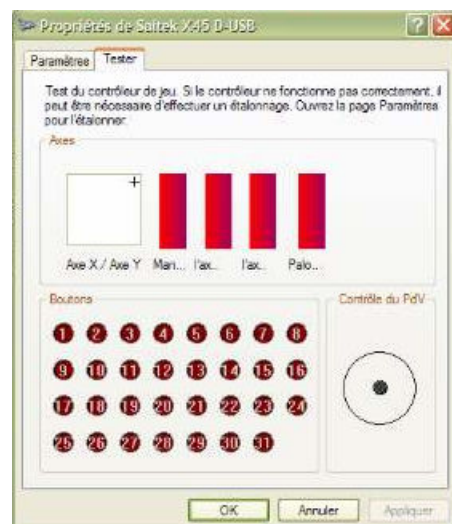 Propriétés de Saitek X45 D-USB
Paramètres Tester
Test du contrôleur de jeu. Si le contrôleur ne fonctionne pas correctement, il
peut être nécessaire d'effectuer un étalonnage. Ouvrez la page Paramètres
pour l'étalonner.
Axes
Axe X / Axe Y Man... l'ax... l'ax... Palo...
Boutons
Contrôle du PdV
1 2 3 4 5 6 7 8
9 10 11 12 13 14 15 16
17 18 19 20 21 22 23 24
25 26 27 28 29 30 31
OK Annuler Appliquer